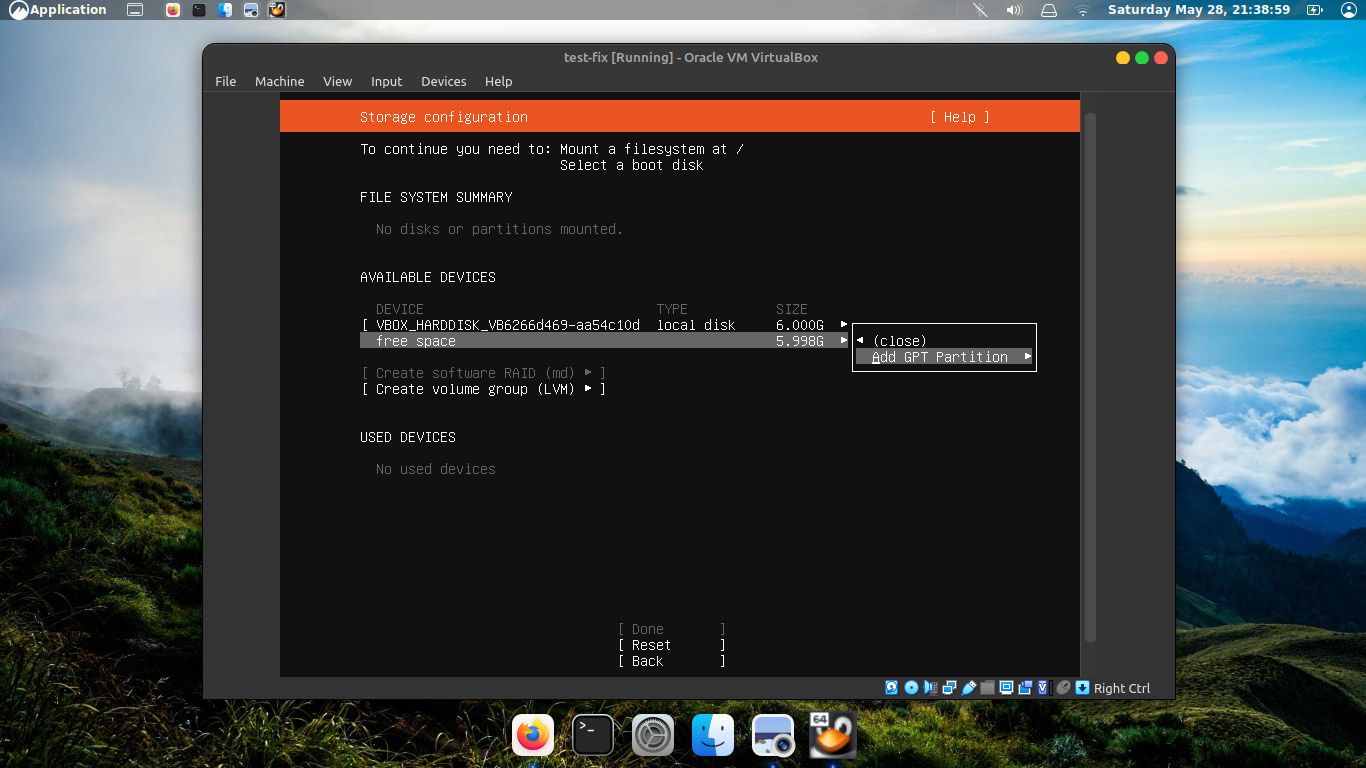 Application
Saturday May 28, 21:38:59
test-fix [Running] - Oracle VM VirtualBox
File Machine View Input Devices Help
Storage configuration [ Help ]
To continue you need to: Mount a filesystem at /
Select a boot disk
FILE SYSTEM SUMMARY
No disks or partitions mounted.
AVAILABLE DEVICES
DEVICE TYPE SIZE
[ VBOX_HARDDISK_VB6266d469-aa54c10d local disk 6.000G ▸
free space 5.998G ▸
◂ (close)
Add GPT Partition ▸
[ Create software RAID (md) ▸ ]
[ Create volume group (LVM) ▸ ]
USED DEVICES
No used devices
[ Done ]
[ Reset ]
[ Back ]
Right Ctrl
64